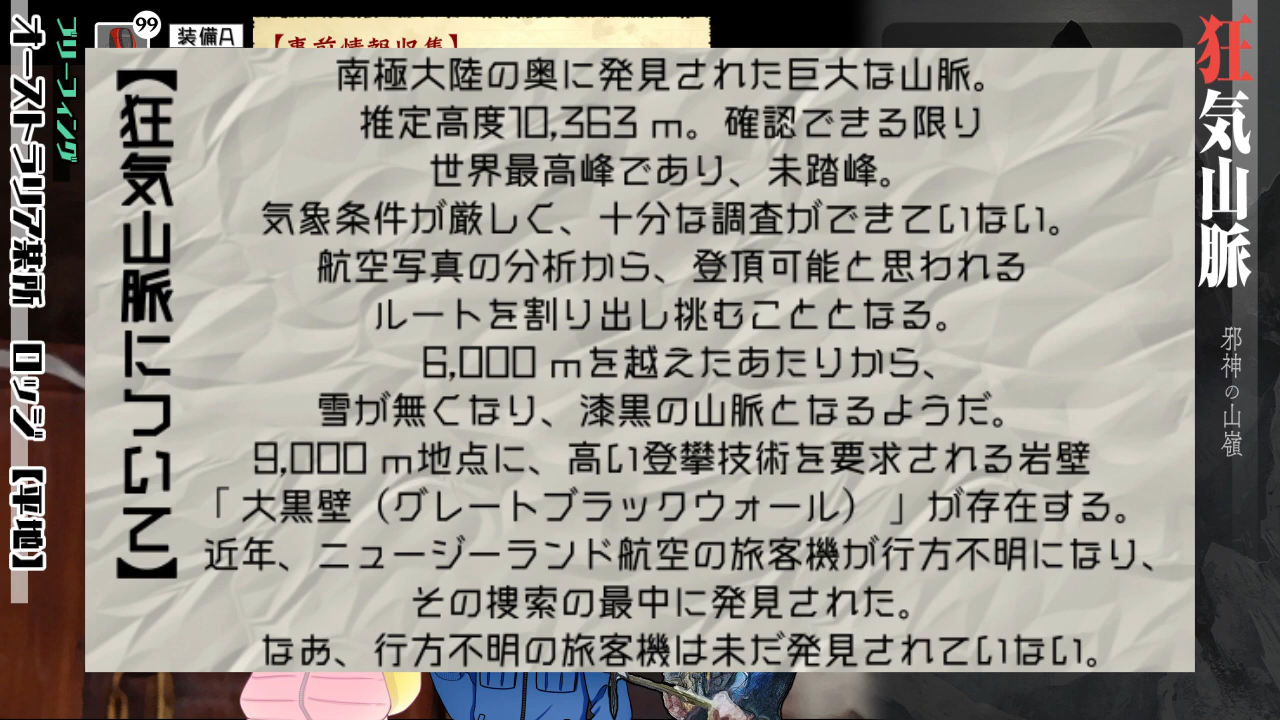 ブリーフィング
オーストラリア某所 ロッジ 【平地】
99
装備A
【事前情報収集】
【狂気山脈について】
南極大陸の奥に発見された巨大な山脈。
推定高度10,363 m。確認できる限り
世界最高峰であり、未踏峰。
気象条件が厳しく、十分な調査ができていない。
航空写真の分析から、登頂可能と思われる
ルートを割り出し挑むこととなる。
6,000 mを越えたあたりから、
雪が無くなり、漆黒の山脈となるようだ。
9,000 m地点に、高い登攀技術を要求される岩壁
「大黒壁（グレートブラックウォール）」が存在する。
近年、ニュージーランド航空の旅客機が行方不明になり、
その捜索の最中に発見された。
なお、行方不明の旅客機は未だ発見されていない。
狂気山脈
邪神の山嶺